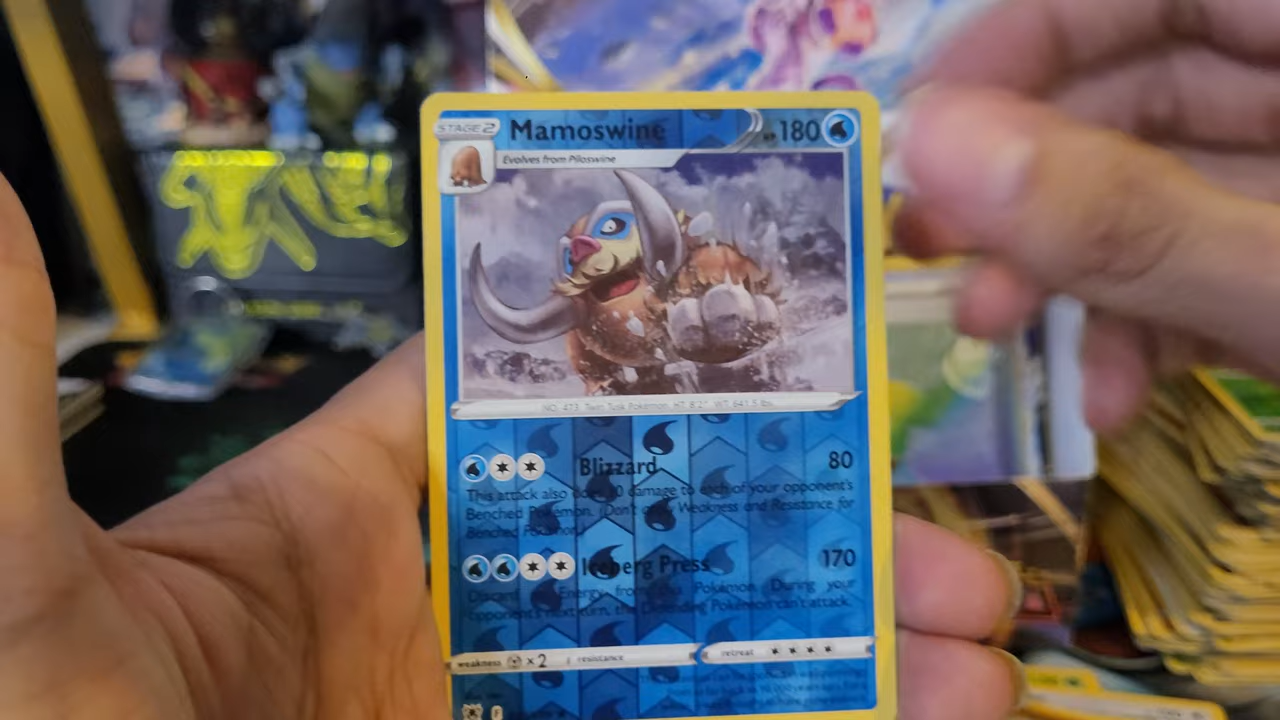 STAGE 2
Mamoswine
HP 180
Evolves from Piloswine
NO. 473 Twin Tusk Pokémon HT: 8'2" WT: 641.5 lbs.
Blizzard 80
This attack also does 10 damage to each of your opponent's
Benched Pokémon. (Don't apply Weakness and Resistance for
Benched Pokémon.)
Iceberg Press 170
Discard Energy from this Pokémon. During your
opponent's next turn, the Defending Pokémon can't attack.
weakness ×2 resistance retreat
F